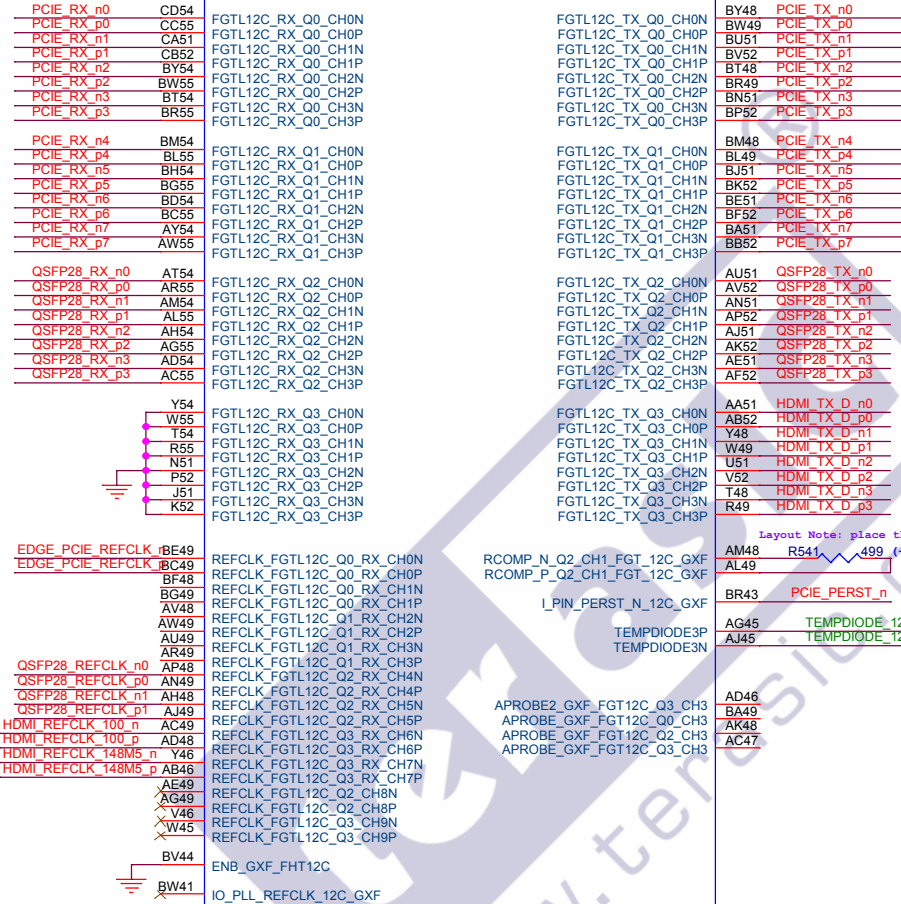 PCIE_RX_n0 CD54 FGTL12C_RX_Q0_CH0N FGTL12C_TX_Q0_CH0N BY48 PCIE_TX_n0
PCIE_RX_p0 CC55 FGTL12C_RX_Q0_CH0P FGTL12C_TX_Q0_CH0P BW49 PCIE_TX_p0
PCIE_RX_n1 CA51 FGTL12C_RX_Q0_CH1N FGTL12C_TX_Q0_CH1N BU51 PCIE_TX_n1
PCIE_RX_p1 CB52 FGTL12C_RX_Q0_CH1P FGTL12C_TX_Q0_CH1P BV52 PCIE_TX_p1
PCIE_RX_n2 BY54 FGTL12C_RX_Q0_CH2N FGTL12C_TX_Q0_CH2N BT48 PCIE_TX_n2
PCIE_RX_p2 BW55 FGTL12C_RX_Q0_CH2P FGTL12C_TX_Q0_CH2P BR49 PCIE_TX_p2
PCIE_RX_n3 BT54 FGTL12C_RX_Q0_CH3N FGTL12C_TX_Q0_CH3N BN51 PCIE_TX_n3
PCIE_RX_p3 BR55 FGTL12C_RX_Q0_CH3P FGTL12C_TX_Q0_CH3P BP52 PCIE_TX_p3
PCIE_RX_n4 BM54 FGTL12C_RX_Q1_CH0N FGTL12C_TX_Q1_CH0N BM48 PCIE_TX_n4
PCIE_RX_p4 BL55 FGTL12C_RX_Q1_CH0P FGTL12C_TX_Q1_CH0P BL49 PCIE_TX_p4
PCIE_RX_n5 BH54 FGTL12C_RX_Q1_CH1N FGTL12C_TX_Q1_CH1N BJ51 PCIE_TX_n5
PCIE_RX_p5 BG55 FGTL12C_RX_Q1_CH1P FGTL12C_TX_Q1_CH1P BK52 PCIE_TX_p5
PCIE_RX_n6 BD54 FGTL12C_RX_Q1_CH2N FGTL12C_TX_Q1_CH2N BE51 PCIE_TX_n6
PCIE_RX_p6 BC55 FGTL12C_RX_Q1_CH2P FGTL12C_TX_Q1_CH2P BF52 PCIE_TX_p6
PCIE_RX_n7 AY54 FGTL12C_RX_Q1_CH3N FGTL12C_TX_Q1_CH3N BA51 PCIE_TX_n7
PCIE_RX_p7 AW55 FGTL12C_RX_Q1_CH3P FGTL12C_TX_Q1_CH3P BB52 PCIE_TX_p7
QSFP28_RX_n0 AT54 FGTL12C_RX_Q2_CH0N FGTL12C_TX_Q2_CH0N AU51 QSFP28_TX_n0
QSFP28_RX_p0 AR55 FGTL12C_RX_Q2_CH0P FGTL12C_TX_Q2_CH0P AV52 QSFP28_TX_p0
QSFP28_RX_n1 AM54 FGTL12C_RX_Q2_CH1N FGTL12C_TX_Q2_CH1N AN51 QSFP28_TX_n1
QSFP28_RX_p1 AL55 FGTL12C_RX_Q2_CH1P FGTL12C_TX_Q2_CH1P AP52 QSFP28_TX_p1
QSFP28_RX_n2 AH54 FGTL12C_RX_Q2_CH2N FGTL12C_TX_Q2_CH2N AJ51 QSFP28_TX_n2
QSFP28_RX_p2 AG55 FGTL12C_RX_Q2_CH2P FGTL12C_TX_Q2_CH2P AK52 QSFP28_TX_p2
QSFP28_RX_n3 AD54 FGTL12C_RX_Q2_CH3N FGTL12C_TX_Q2_CH3N AE51 QSFP28_TX_n3
QSFP28_RX_p3 AC55 FGTL12C_RX_Q2_CH3P FGTL12C_TX_Q2_CH3P AF52 QSFP28_TX_p3
Y54 FGTL12C_RX_Q3_CH0N FGTL12C_TX_Q3_CH0N AA51 HDMI_TX_D_n0
W55 FGTL12C_RX_Q3_CH0P FGTL12C_TX_Q3_CH0P AB52 HDMI_TX_D_p0
T54 FGTL12C_RX_Q3_CH1N FGTL12C_TX_Q3_CH1N Y48 HDMI_TX_D_n1
R55 FGTL12C_RX_Q3_CH1P FGTL12C_TX_Q3_CH1P W49 HDMI_TX_D_p1
N51 FGTL12C_RX_Q3_CH2N FGTL12C_TX_Q3_CH2N U51 HDMI_TX_D_n2
P52 FGTL12C_RX_Q3_CH2P FGTL12C_TX_Q3_CH2P V52 HDMI_TX_D_p2
J51 FGTL12C_RX_Q3_CH3N FGTL12C_TX_Q3_CH3N T48 HDMI_TX_D_n3
K52 FGTL12C_RX_Q3_CH3P FGTL12C_TX_Q3_CH3P R49 HDMI_TX_D_p3
Layout Note: place th
EDGE_PCIE_REFCLK_n BE49 REFCLK_FGTL12C_Q0_RX_CH0N RCOMP_N_Q2_CH1_FGT_12C_GXF AM48 R541 499
EDGE_PCIE_REFCLK_p BC49 REFCLK_FGTL12C_Q0_RX_CH0P RCOMP_P_Q2_CH1_FGT_12C_GXF AL49
BF48 REFCLK_FGTL12C_Q0_RX_CH1N
BG49 REFCLK_FGTL12C_Q0_RX_CH1P I_PIN_PERST_N_12C_GXF BR43 PCIE_PERST_n
AV48 REFCLK_FGTL12C_Q1_RX_CH2N
AW49 REFCLK_FGTL12C_Q1_RX_CH2P TEMPDIODE3P AG45 TEMPDIODE_12
AU49 REFCLK_FGTL12C_Q1_RX_CH3N TEMPDIODE3N AJ45 TEMPDIODE_12
AR49 REFCLK_FGTL12C_Q1_RX_CH3P
QSFP28_REFCLK_n0 AP48 REFCLK_FGTL12C_Q2_RX_CH4N
QSFP28_REFCLK_p0 AN49 REFCLK_FGTL12C_Q2_RX_CH4P
QSFP28_REFCLK_n1 AH48 REFCLK_FGTL12C_Q2_RX_CH5N APROBE2_GXF_FGT12C_Q3_CH3 AD46
QSFP28_REFCLK_p1 AJ49 REFCLK_FGTL12C_Q2_RX_CH5P APROBE_GXF_FGT12C_Q0_CH3 BA49
HDMI_REFCLK_100_n AC49 REFCLK_FGTL12C_Q3_RX_CH6N APROBE_GXF_FGT12C_Q2_CH3 AK48
HDMI_REFCLK_100_p AD48 REFCLK_FGTL12C_Q3_RX_CH6P APROBE_GXF_FGT12C_Q3_CH3 AC47
HDMI_REFCLK_148M5_n Y46 REFCLK_FGTL12C_Q3_RX_CH7N
HDMI_REFCLK_148M5_p AB46 REFCLK_FGTL12C_Q3_RX_CH7P
AE49 REFCLK_FGTL12C_Q2_CH8N
AG49 REFCLK_FGTL12C_Q2_CH8P
V46 REFCLK_FGTL12C_Q3_CH9N
W45 REFCLK_FGTL12C_Q3_CH9P
BV44 ENB_GXF_FHT12C
BW41 IO_PLL_REFCLK_12C_GXF
terasic
®